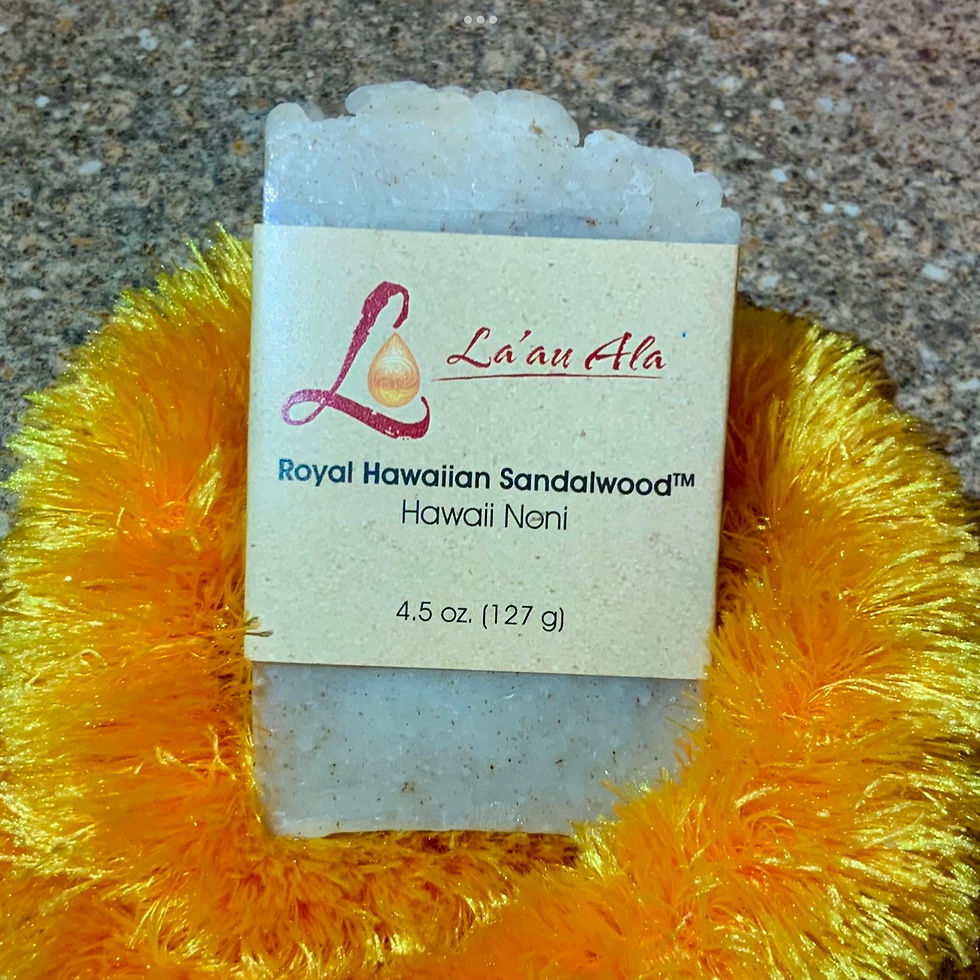 La'au Ala
Royal Hawaiian Sandalwood™
Hawaii Noni
4.5 oz. (127 g)